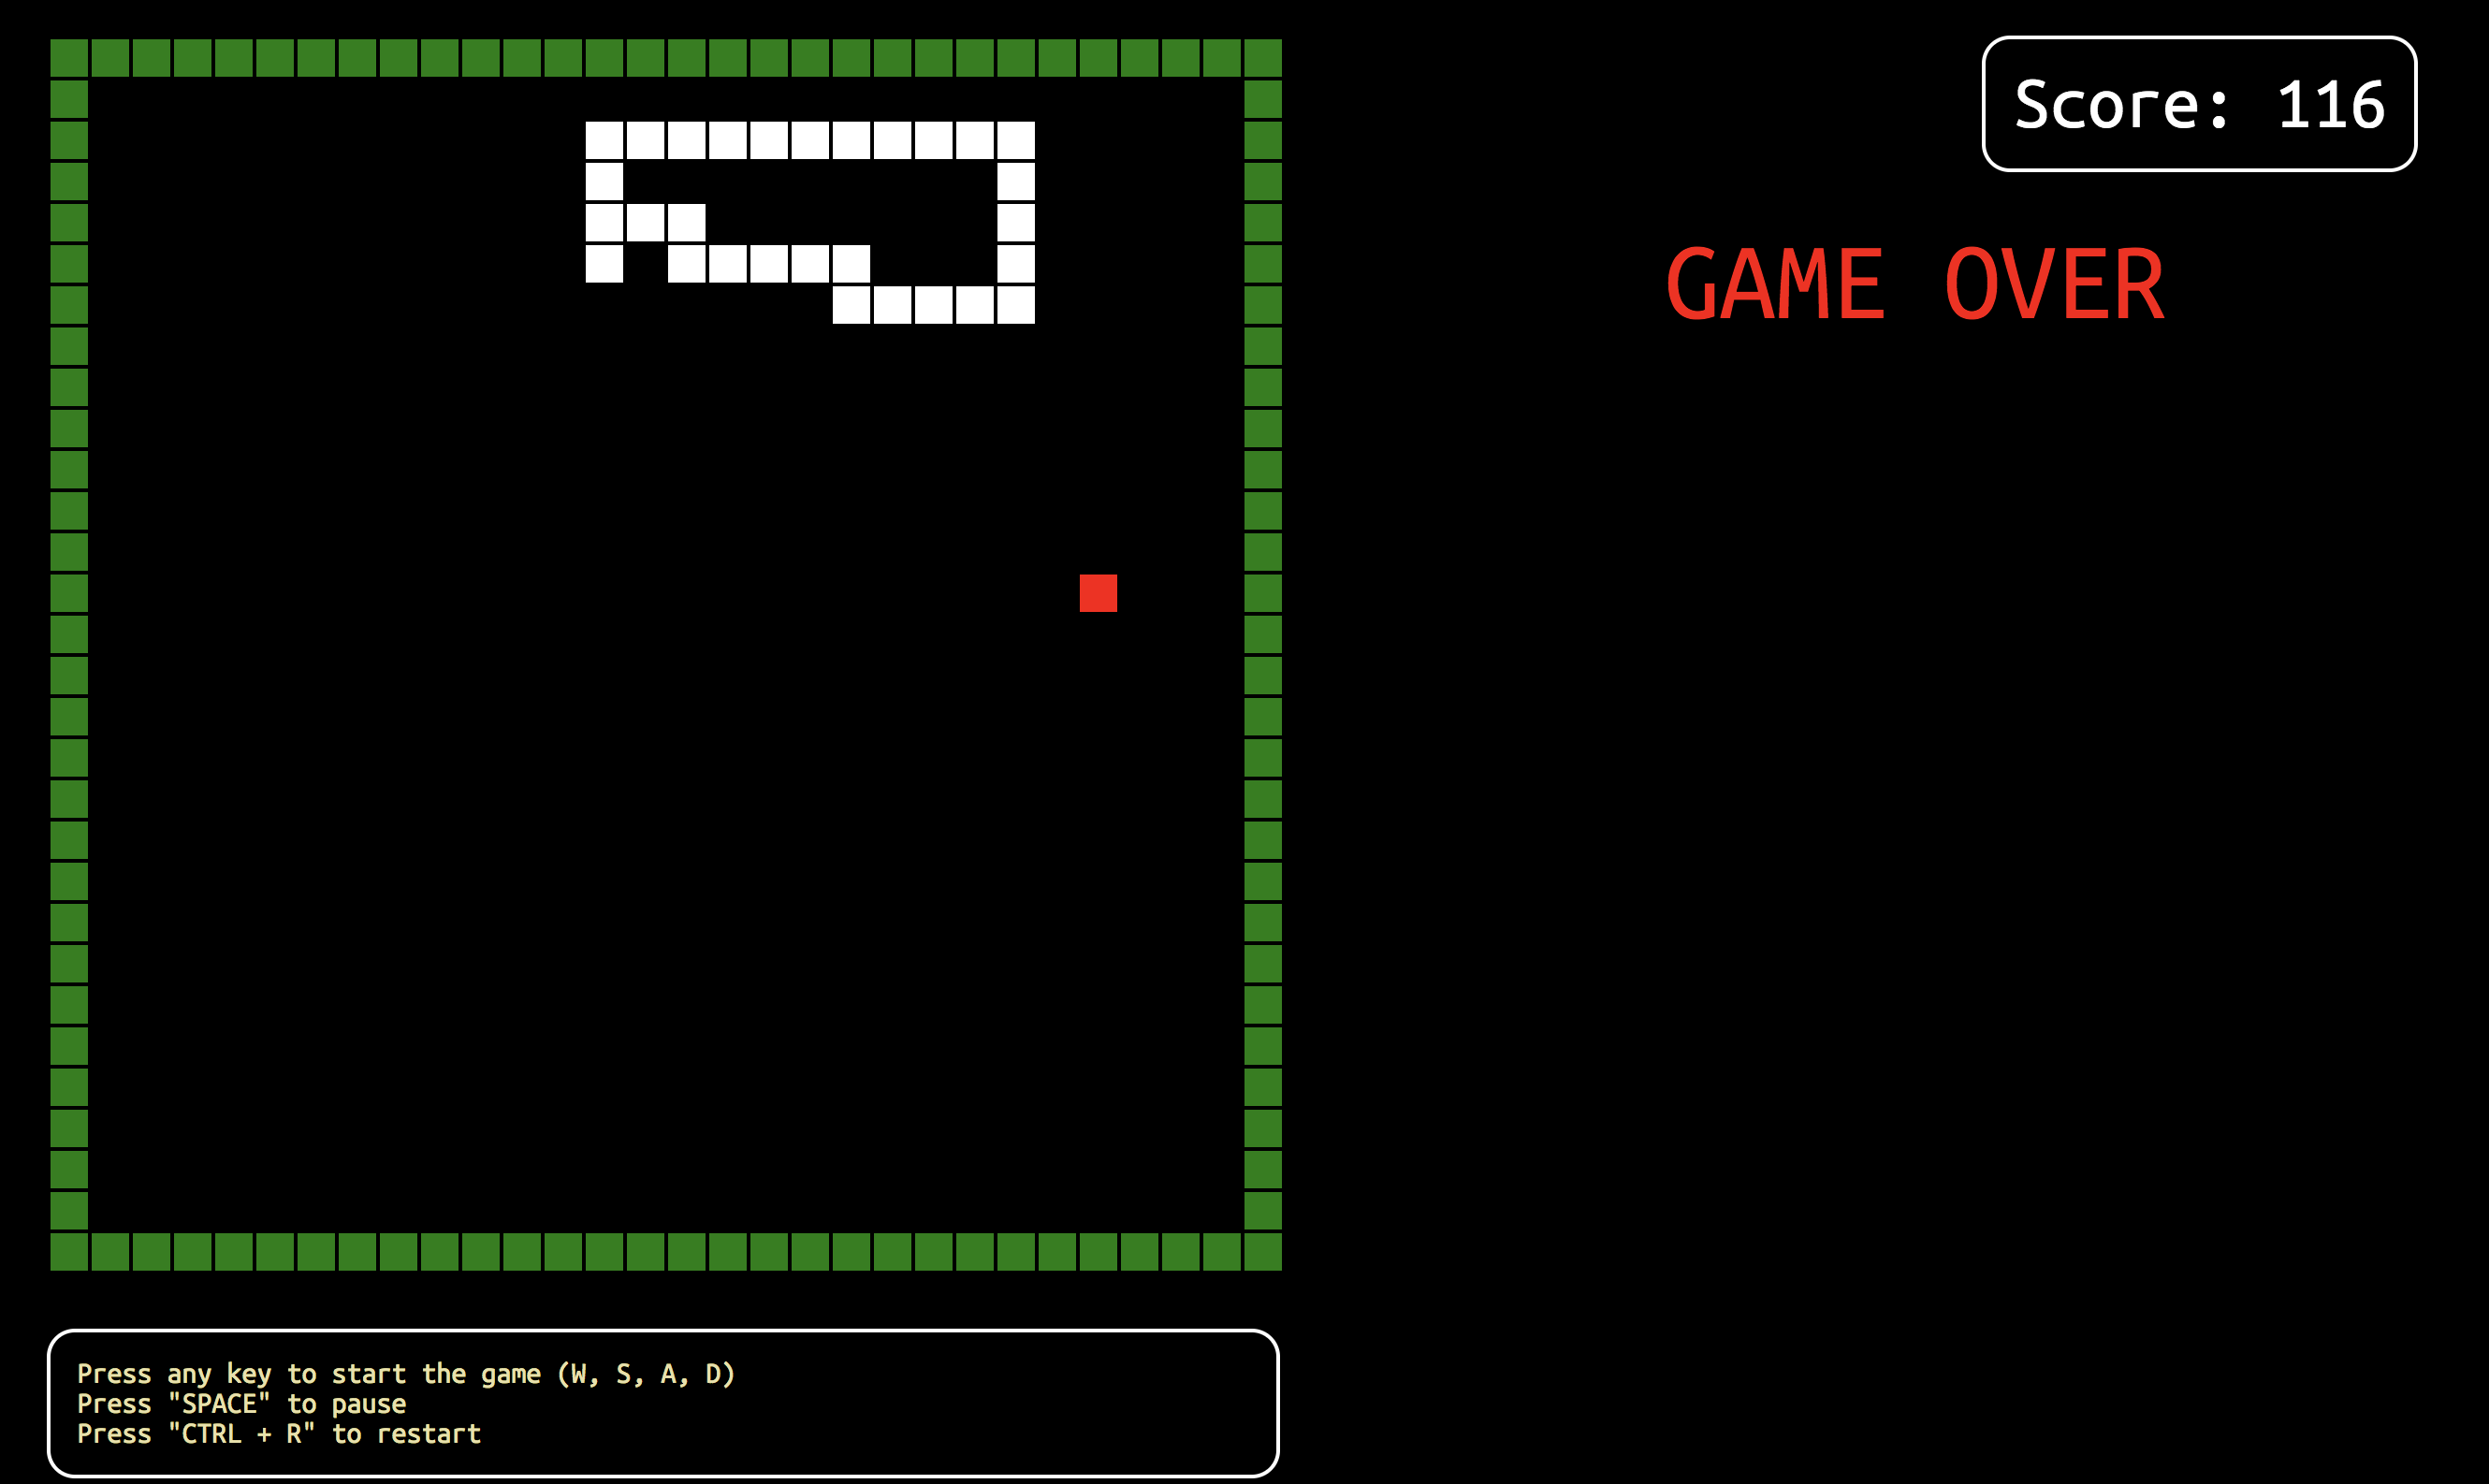 Score: 116
GAME OVER
Press any key to start the game (W, S, A, D)
Press "SPACE" to pause
Press "CTRL + R" to restart